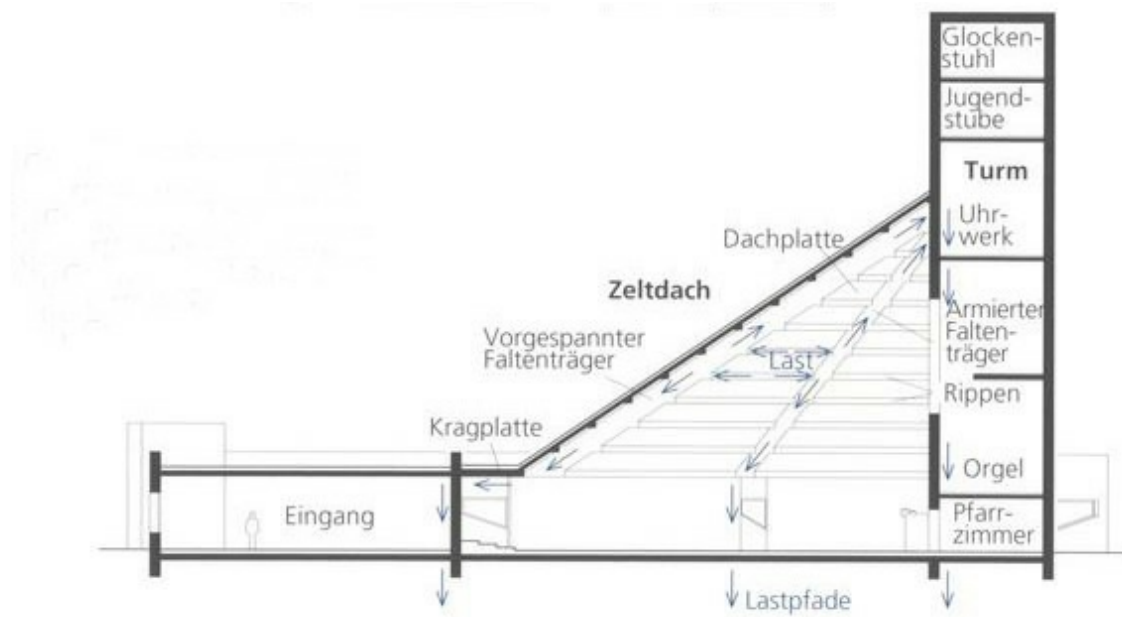 Glocken-
stuhl
Jugend-
stube
Turm
Uhr-
werk
Dachplatte
Zeltdach
Armierter
Falten-
träger
Vorgespannter
Faltenträger
Last
Rippen
Kragplatte
Orgel
Eingang
Pfarr-
zimmer
Lastpfade